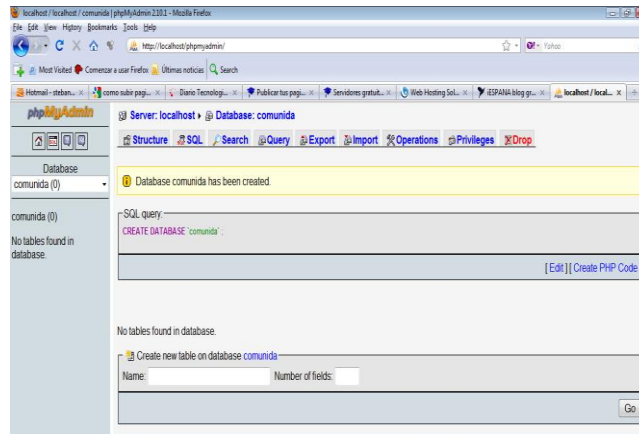 localhost / localhost / comunida | phpMyAdmin 2.10.1 - Mozilla Firefox
File Edit View History Bookmarks Tools Help
http://localhost/phpmyadmin/
Yahoo
Most Visited Comenzar a usar Firefox Últimas noticias Search
Hotmail - steban... como subir pagi... Diario Tecnologi... Publicar tus pagi... Servidores gratuit... Web Hosting Sol... iESPANA blog gr... localhost / local...
phpMyAdmin
Server: localhost Database: comunida
Structure SQL Search Query Export Import Operations Privileges Drop
Database
comunida (0)
Database comunida has been created.
comunida (0)
No tables found in database.
SQL query:
CREATE DATABASE `comunida` ;
[ Edit ] [ Create PHP Code
No tables found in database.
Create new table on database comunida
Name: Number of fields:
Go